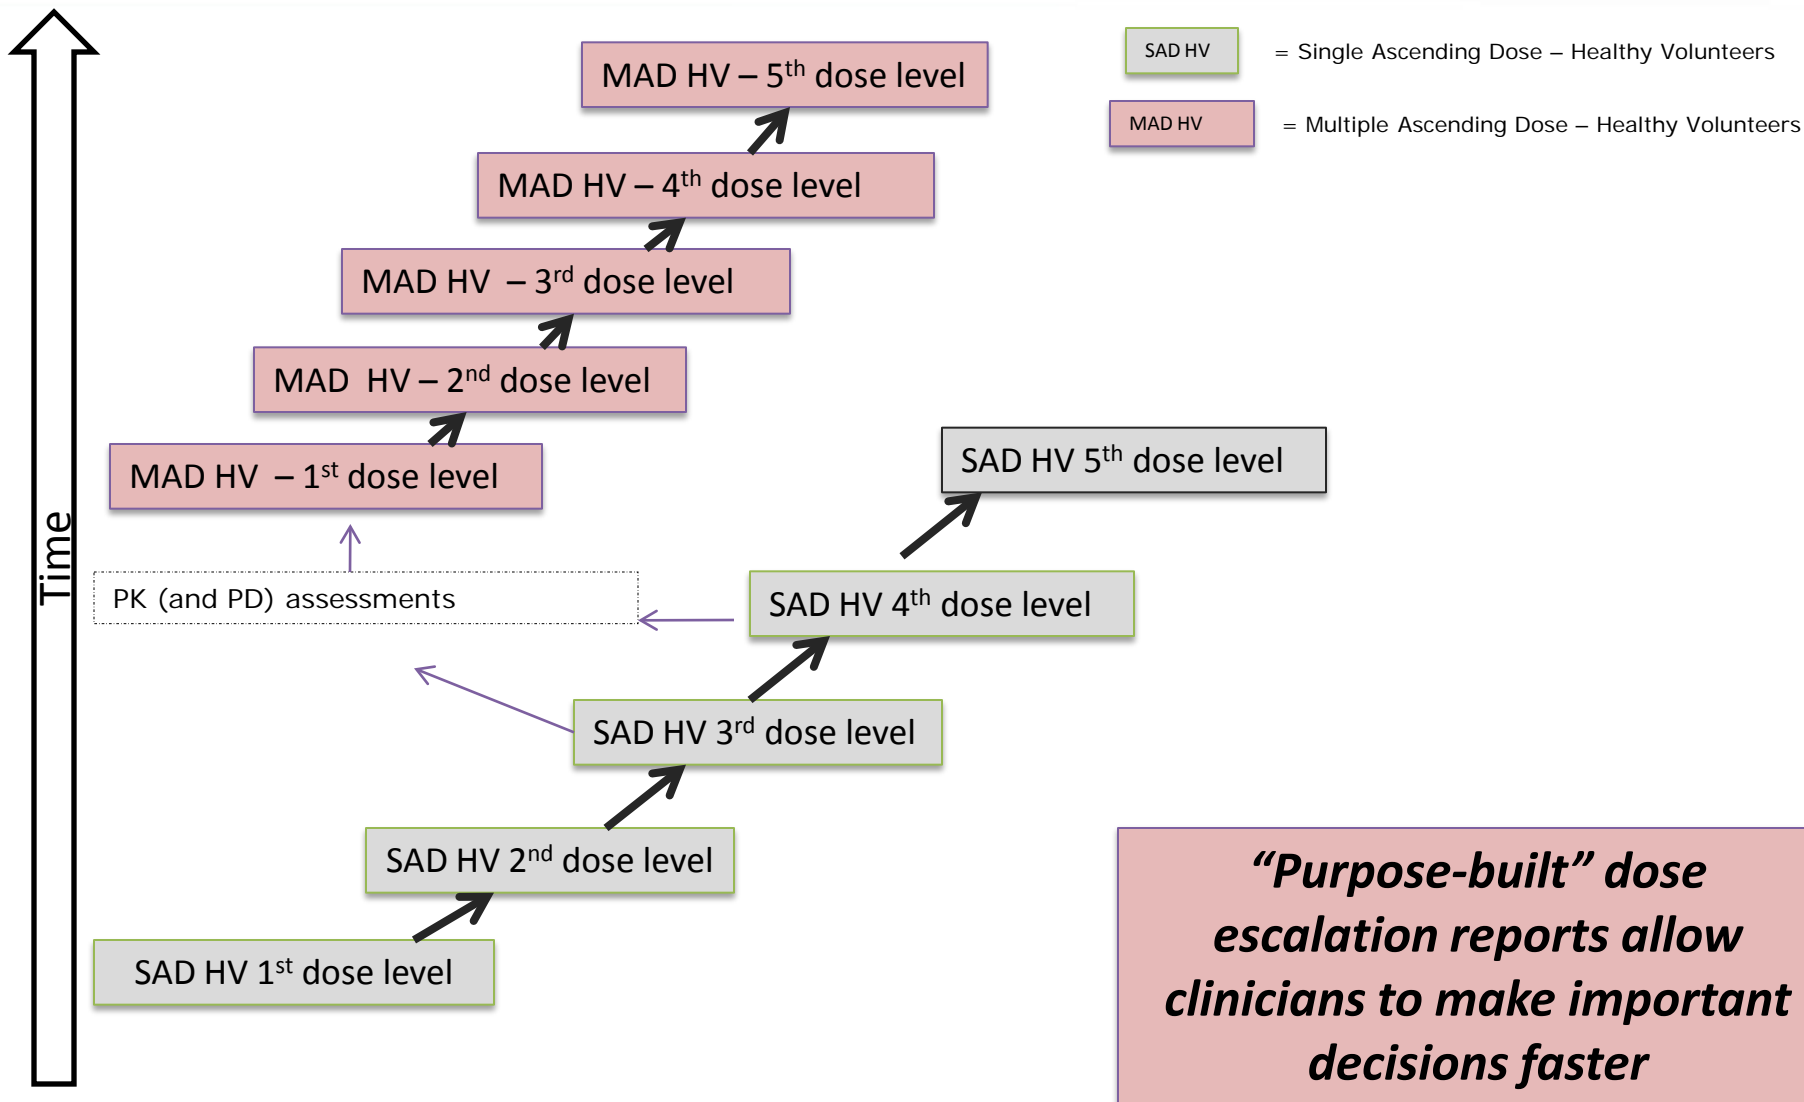 MAD HV – 5th dose level
SAD HV
= Single Ascending Dose – Healthy Volunteers
MAD HV
= Multiple Ascending Dose – Healthy Volunteers
MAD HV – 4th dose level
MAD HV – 3rd dose level
MAD HV – 2nd dose level
MAD HV – 1st dose level
SAD HV 5th dose level
Time
PK (and PD) assessments
SAD HV 4th dose level
SAD HV 3rd dose level
SAD HV 2nd dose level
SAD HV 1st dose level
“Purpose-built” dose
escalation reports allow
clinicians to make important
decisions faster